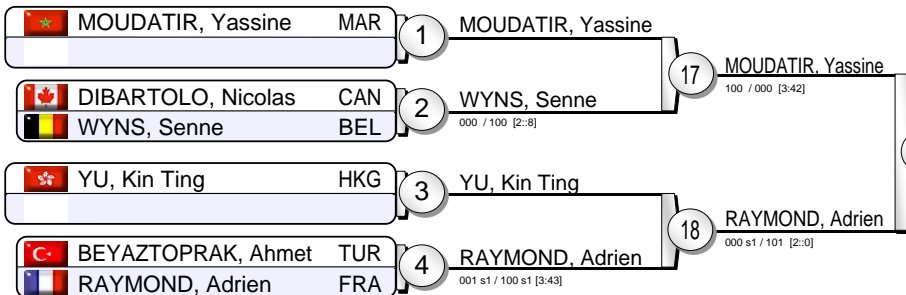 MOUDATIR, Yassine MAR
1
MOUDATIR, Yassine
17
MOUDATIR, Yassine
100 / 000 [3:42]
DIBARTOLO, Nicolas CAN
WYNS, Senne BEL
2
WYNS, Senne
000 / 100 [2::8]
YU, Kin Ting HKG
3
YU, Kin Ting
18
RAYMOND, Adrien
000 s1 / 101 [2::0]
BEYAZTOPRAK, Ahmet TUR
RAYMOND, Adrien FRA
4
RAYMOND, Adrien
001 s1 / 100 s1 [3:43]